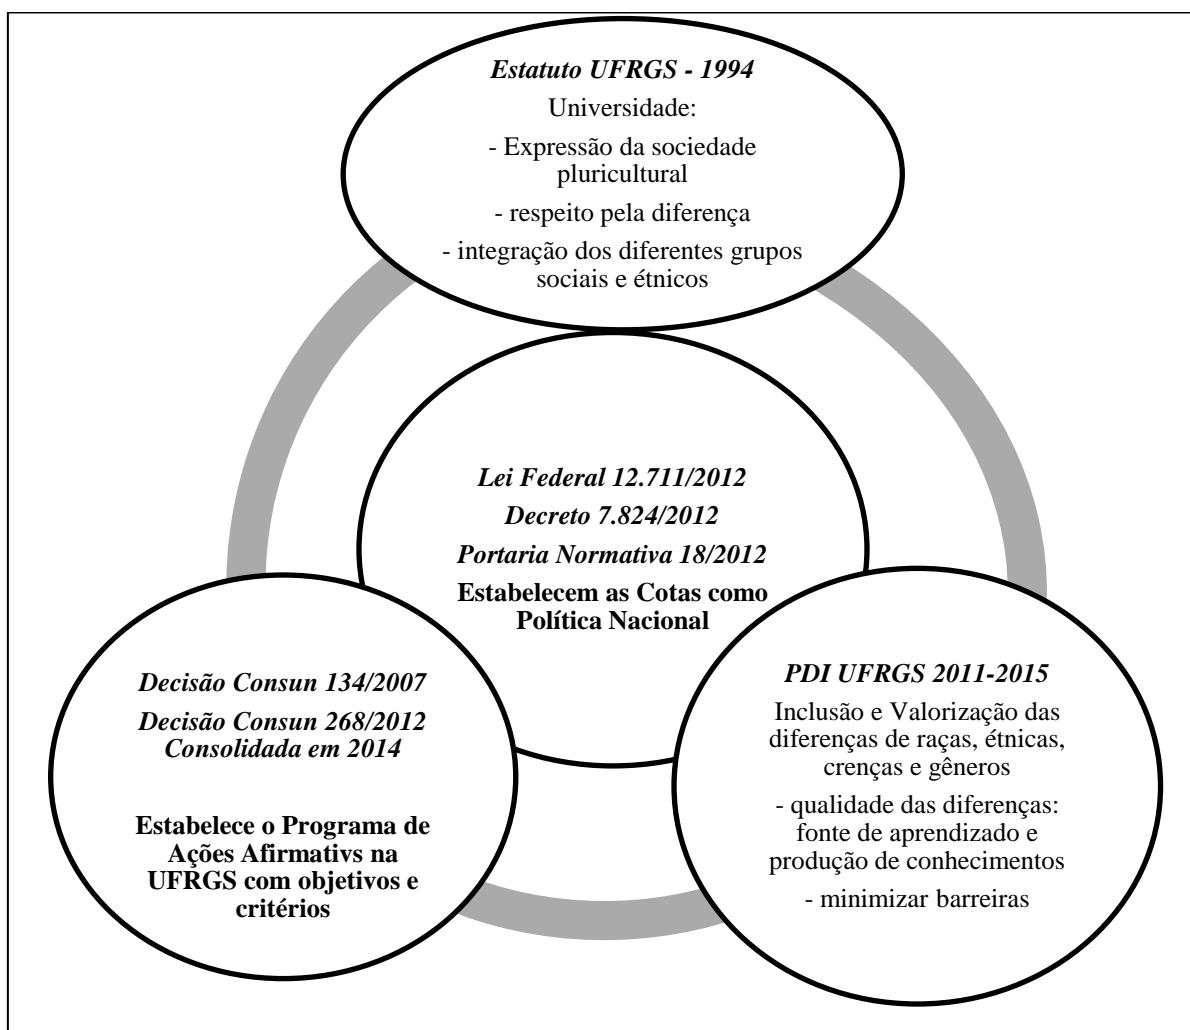 Estatuto UFRGS - 1994
Universidade:
- Expressão da sociedade
pluricultural
- respeito pela diferença
- integração dos diferentes grupos
sociais e étnicos
Lei Federal 12.711/2012
Decreto 7.824/2012
Portaria Normativa 18/2012
Estabelecem as Cotas como
Política Nacional
Decisão Consun 134/2007
Decisão Consun 268/2012
Consolidada em 2014
Estabelece o Programa de
Ações Afirmativs na
UFRGS com objetivos e
critérios
PDI UFRGS 2011-2015
Inclusão e Valorização das
diferenças de raças, étnicas,
crenças e gêneros
- qualidade das diferenças:
fonte de aprendizado e
produção de conhecimentos
- minimizar barreiras